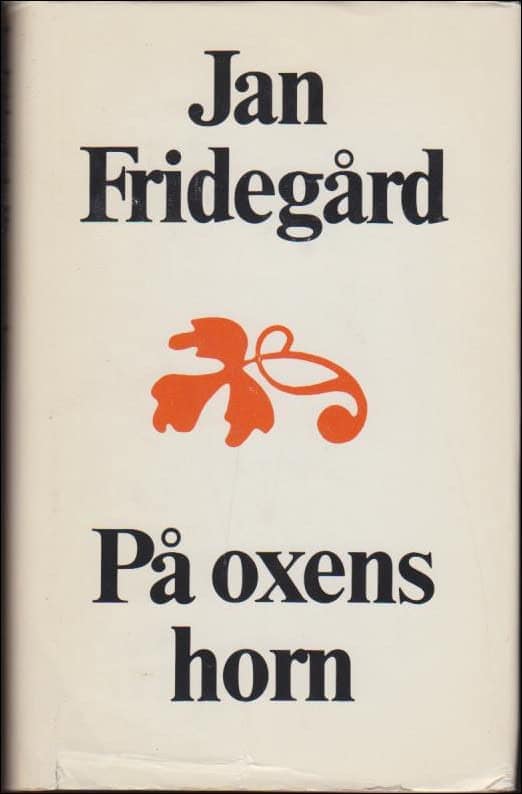 Jan
Fridegård
På oxens
horn